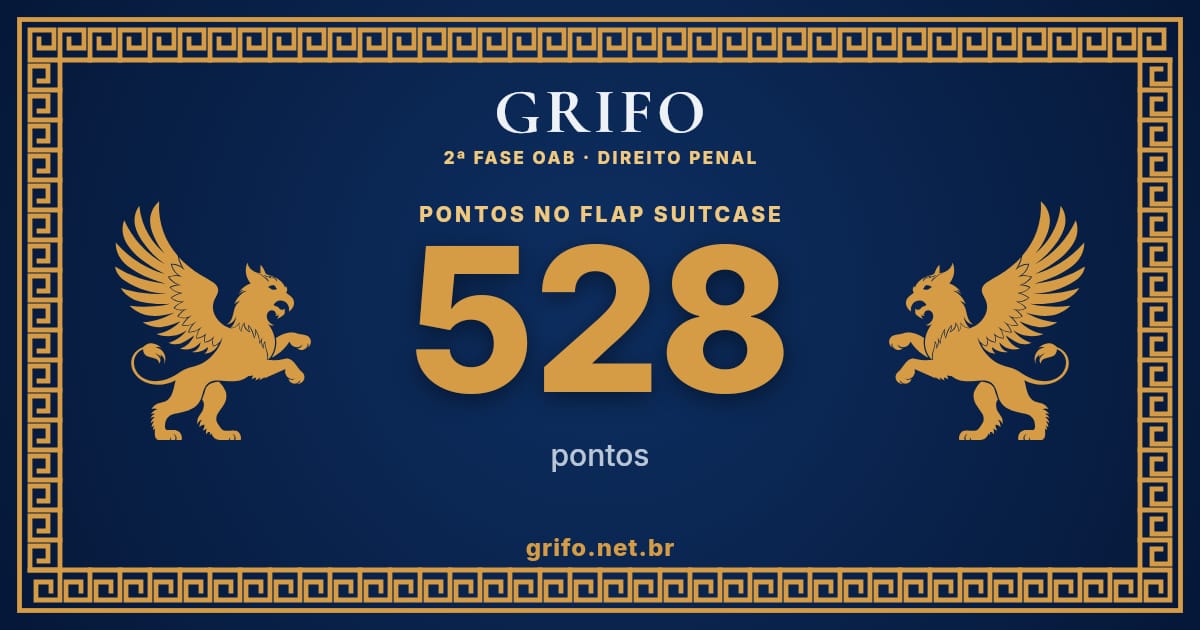 GRIFO
2ª FASE OAB · DIREITO PENAL
PONTOS NO FLAP SUITCASE
528
pontos
grifo.net.br